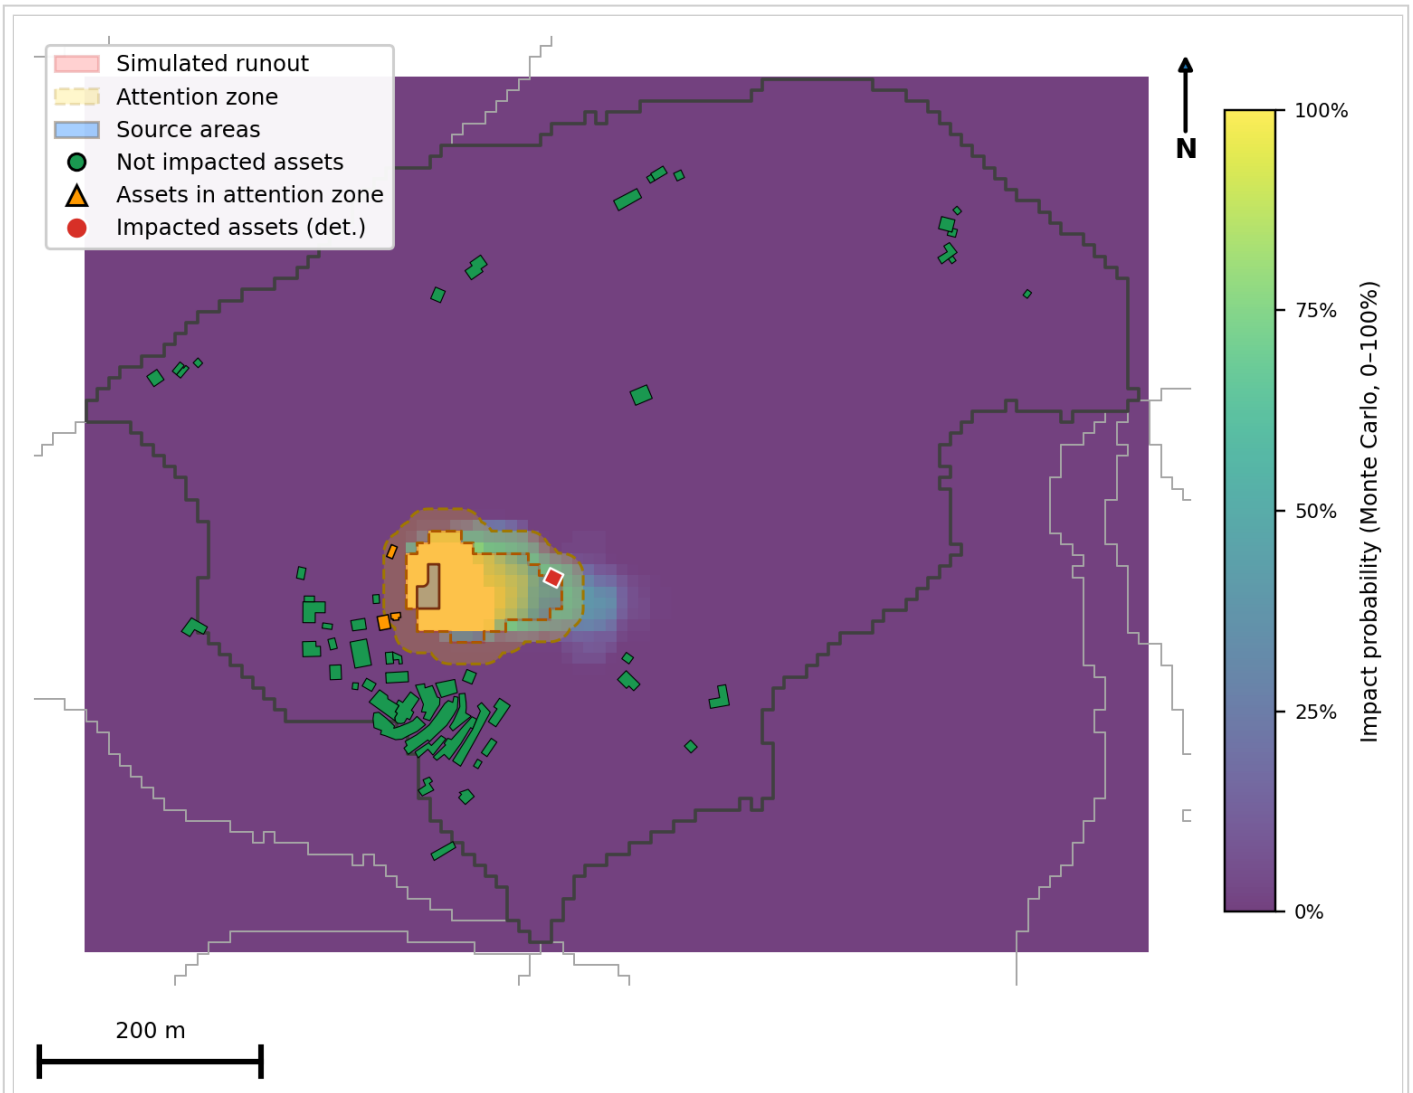 Simulated runout
Attention zone
Source areas
Not impacted assets
Assets in attention zone
Impacted assets (det.)
N
100%
75%
50%
25%
0%
Impact probability (Monte Carlo, 0–100%)
200 m